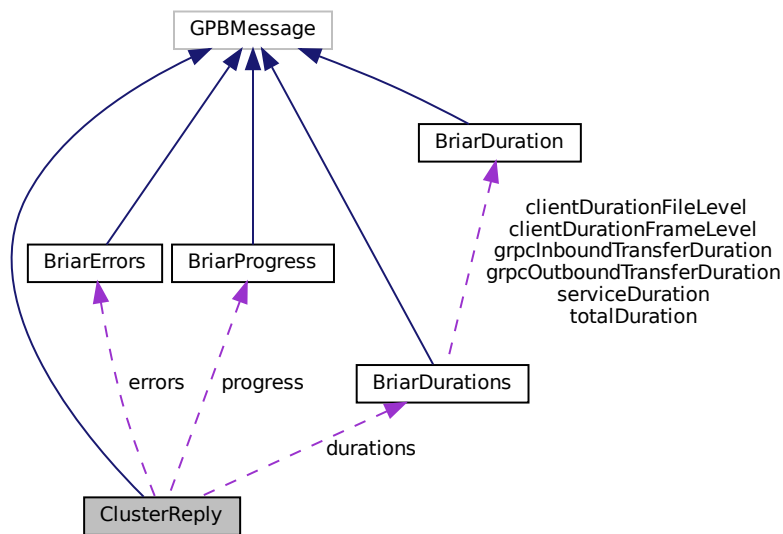 GPBMessage
BriarDuration
clientDurationFileLevel
clientDurationFrameLevel
grpcInboundTransferDuration
grpcOutboundTransferDuration
serviceDuration
totalDuration
BriarErrors
BriarProgress
BriarDurations
errors
progress
durations
ClusterReply